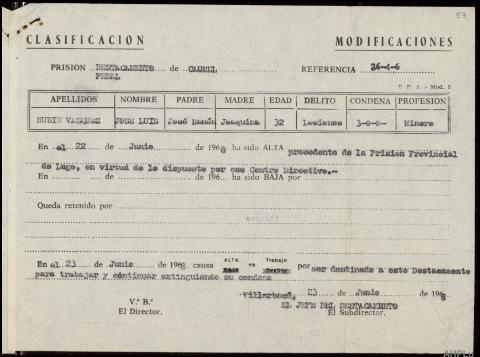 57
CLASIFICACION MODIFICACIONES
PRISION DESTACAMENTO de CAUREL REFERENCIA 26-4-6
PENAL
T. P. A. - Mod. 5
APELLIDOS NOMBRE PADRE MADRE EDAD DELITO CONDENA PROFESION
RUBIN VAZQUEZ JOSE LUIS José Ramón Joaquina 32 Lesiones 3-0-0- Minero
En el 22 de Junio de 1968 ha sido ALTA procedente de la Prision Provincial
de Lugo, en virtud de lo dispuesto por ese Centro Directivo.-
En de de 196 ha sido BAJA por
Queda retenido por
En el 23 de Junio de 1968 causa ALTA en Trabajo por ser destinado a este Destacamento
para trabajar y continuar extinguiendo su condena
23 de Junio de 1968
V.º B.º EL JEFE DEL DESTACAMENTO
El Director, El Subdirector,